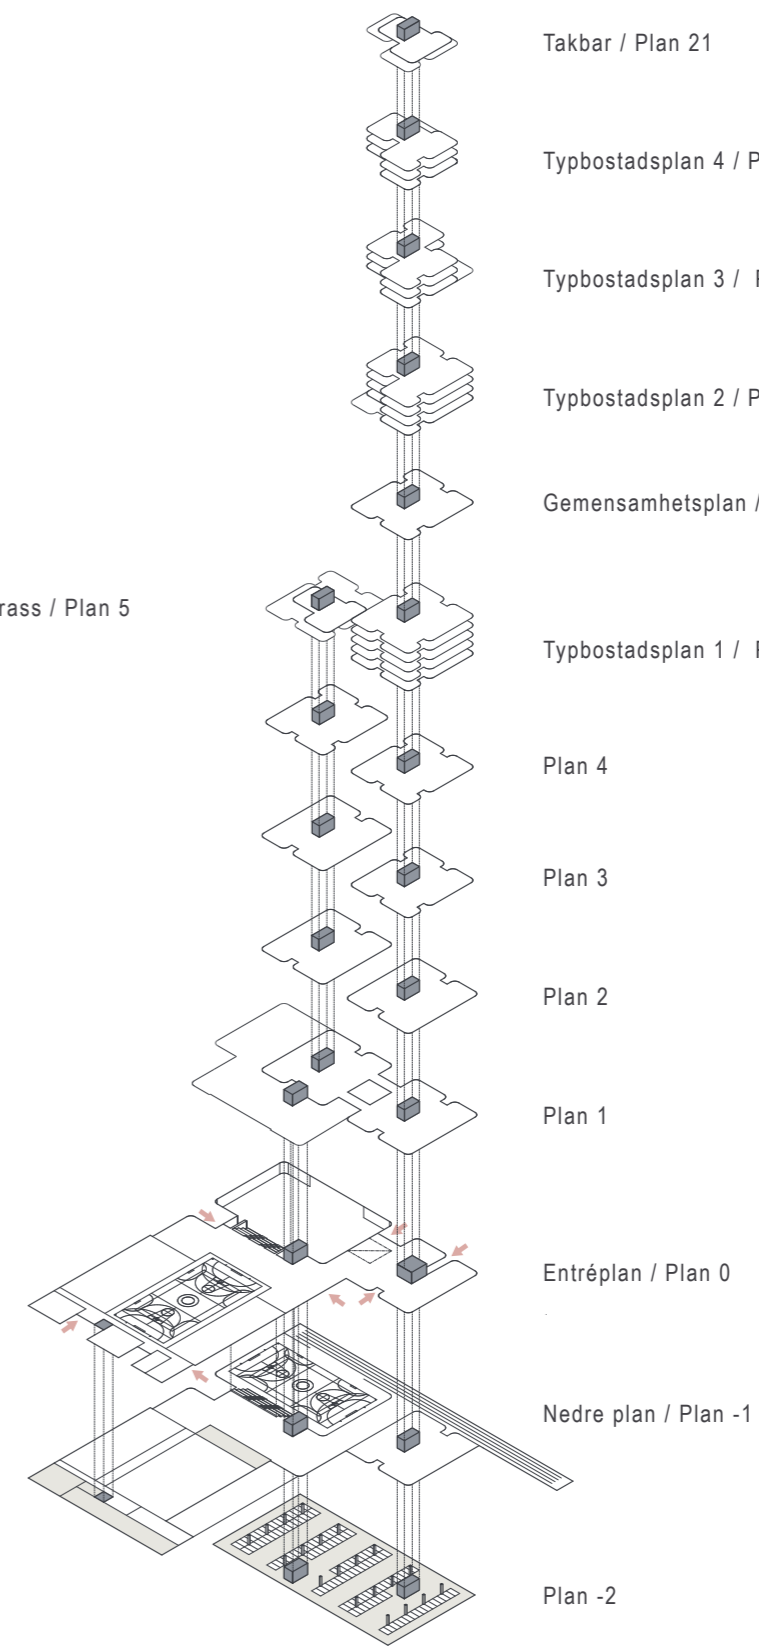 Takbar / Plan 21
Typbostadsplan 4 /
Typbostadsplan 3 /
Typbostadsplan 2 /
Gemensamhetsplan /
/ Plan 5
Typbostadsplan 1 /
Plan 4
Plan 3
Plan 2
Plan 1
Entréplan / Plan 0
Nedre plan / Plan -1
Plan -2